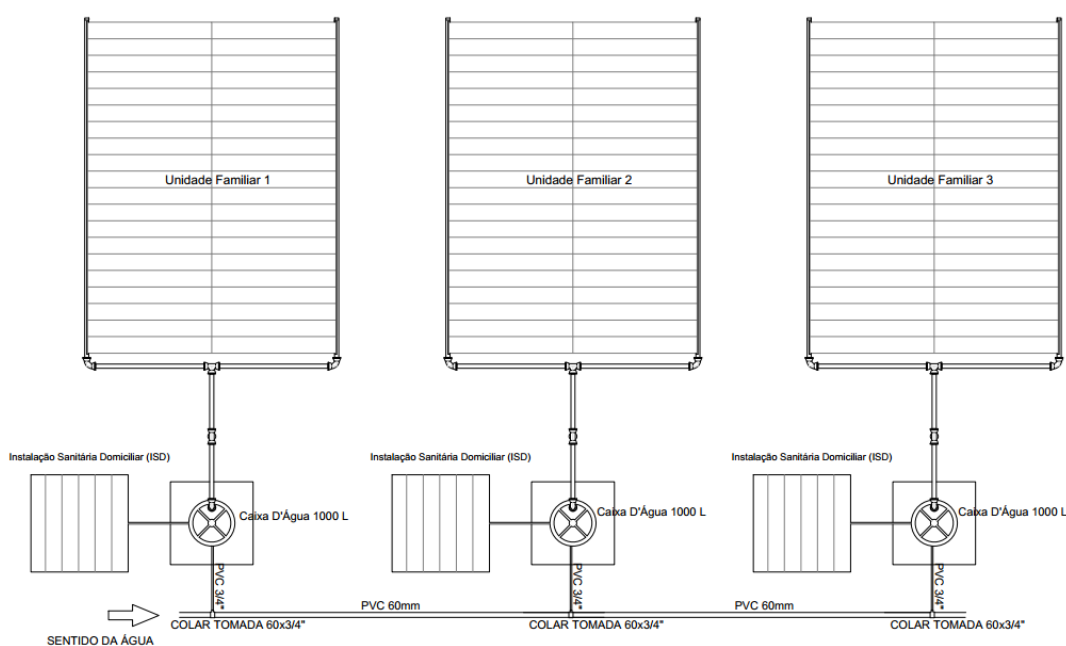 Unidade Familiar 1
Unidade Familiar 2
Unidade Familiar 3
Instalação Sanitária Domiciliar (ISD)
Instalação Sanitária Domiciliar (ISD)
Instalação Sanitária Domiciliar (ISD)
Caixa D'Água 1000 L
Caixa D'Água 1000 L
Caixa D'Água 1000 L
PVC 3/4"
PVC 3/4"
PVC 3/4"
PVC 60mm
PVC 60mm
COLAR TOMADA 60x3/4"
COLAR TOMADA 60x3/4"
COLAR TOMADA 60x3/4"
SENTIDO DA ÁGUA